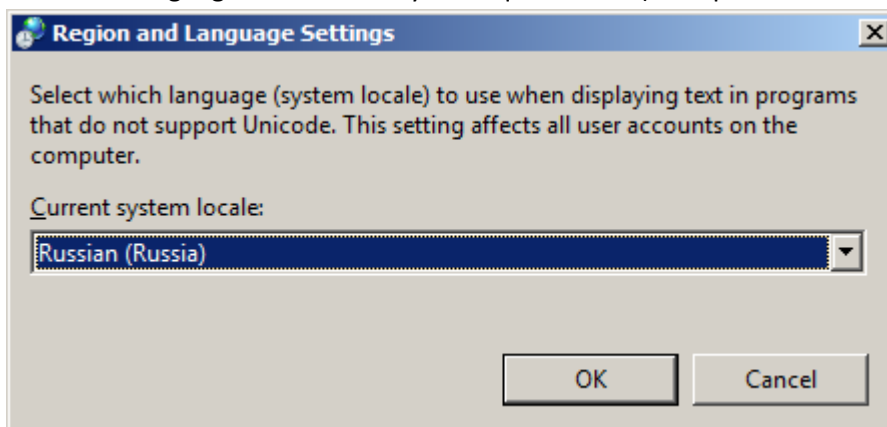 Region and Language Settings
Select which language (system locale) to use when displaying text in programs
that do not support Unicode. This setting affects all user accounts on the
computer.
Current system locale:
Russian (Russia)
OK
Cancel